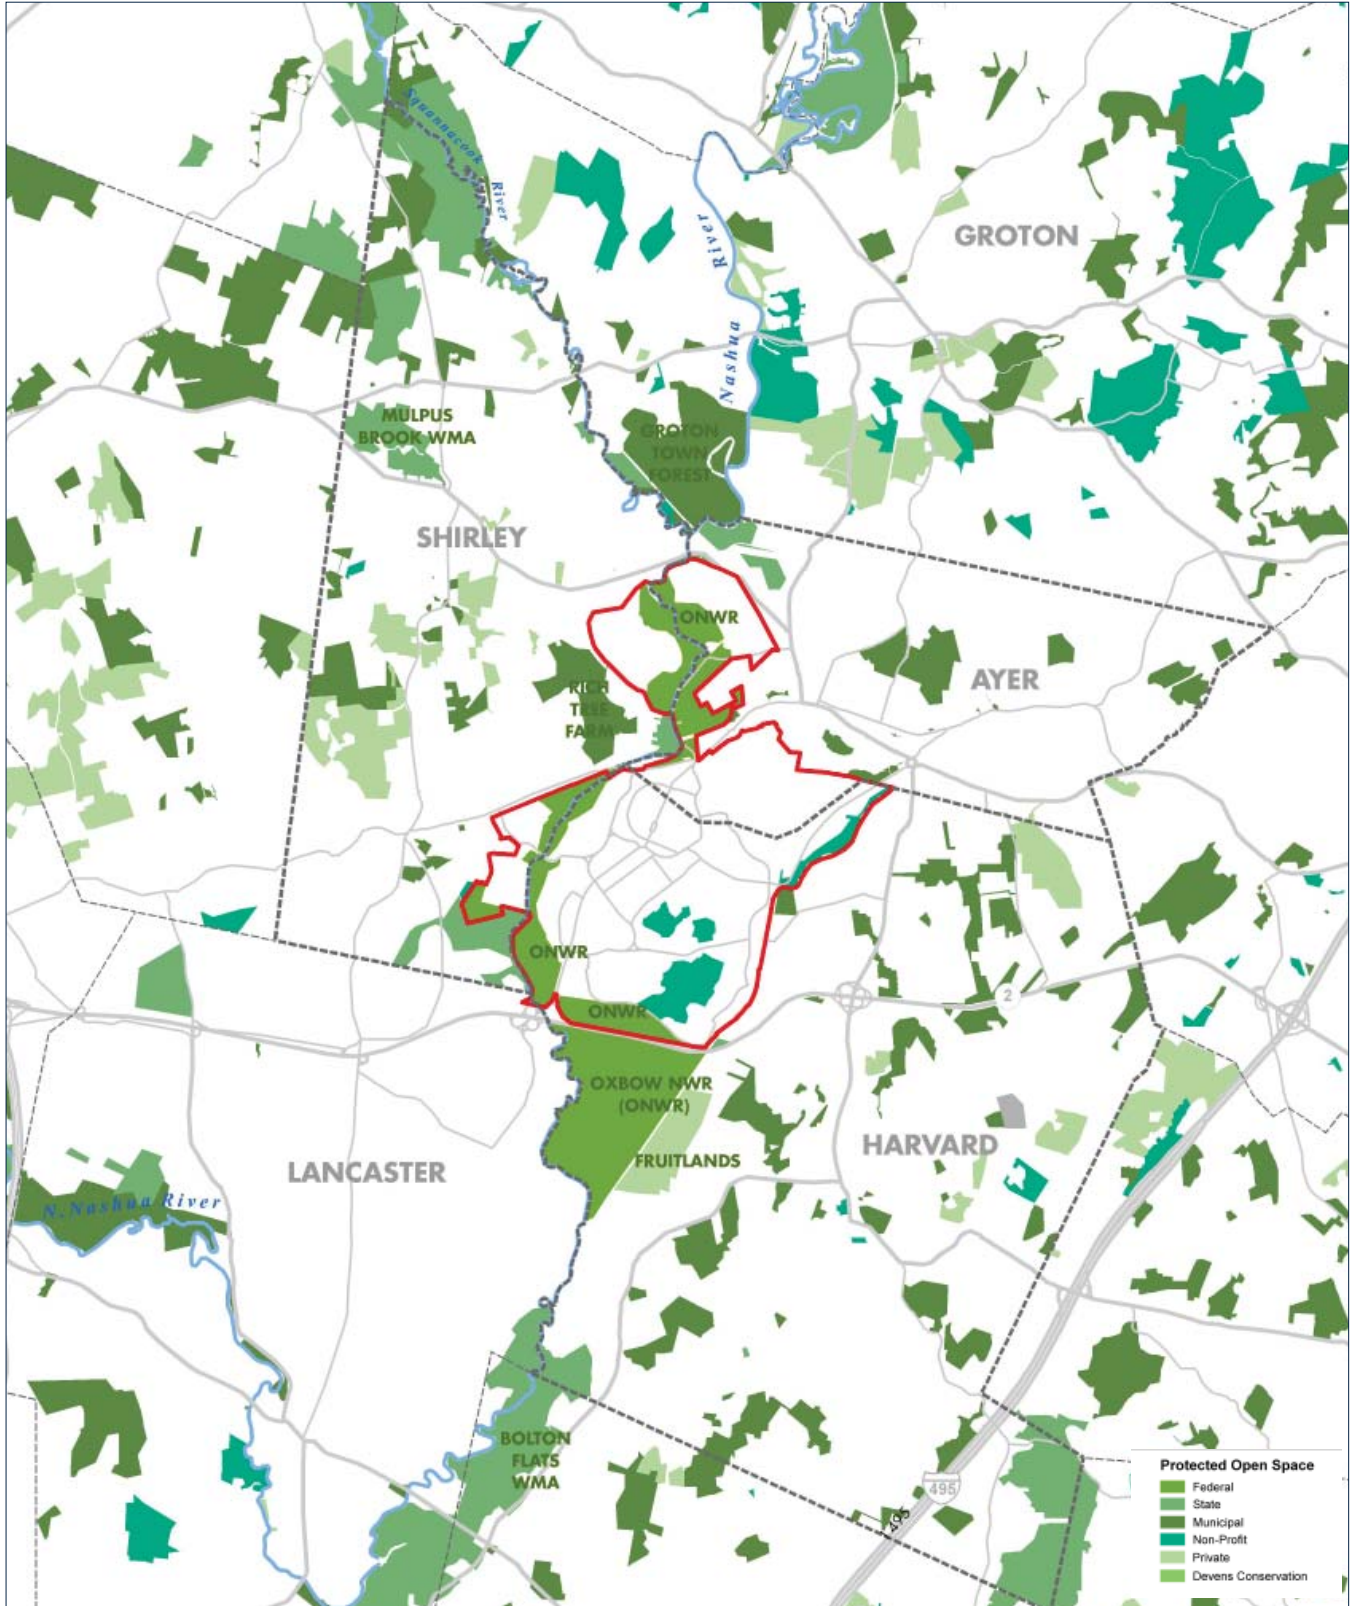 Squannacook
River
GROTON
River
Nashua
MULPUS
BROOK WMA
GROTON
TOWN
FOREST
SHIRLEY
ONWR
AYER
RICH
TREE
FARM
ONWR
2
ONWR
OXBOW NWR
(ONWR)
HARVARD
FRUITLANDS
LANCASTER
N. Nashua River
BOLTON
FLATS
WMA
495
495
Protected Open Space
Federal
State
Municipal
Non-Profit
Private
Devens Conservation